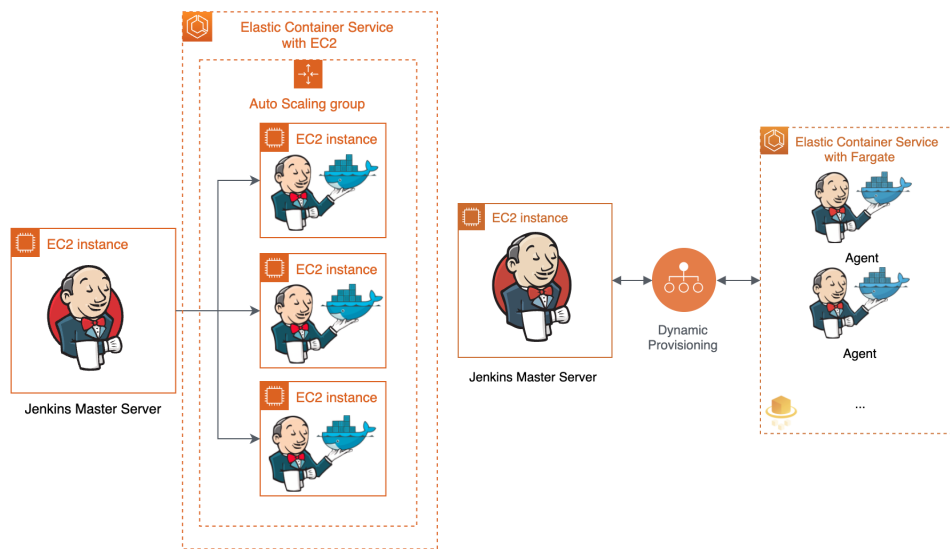 Elastic Container Service
with EC2
Auto Scaling group
EC2 instance
EC2 instance
Jenkins Master Server
EC2 instance
EC2 instance
EC2 instance
Jenkins Master Server
Dynamic
Provisioning
Elastic Container Service
with Fargate
Agent
Agent
...